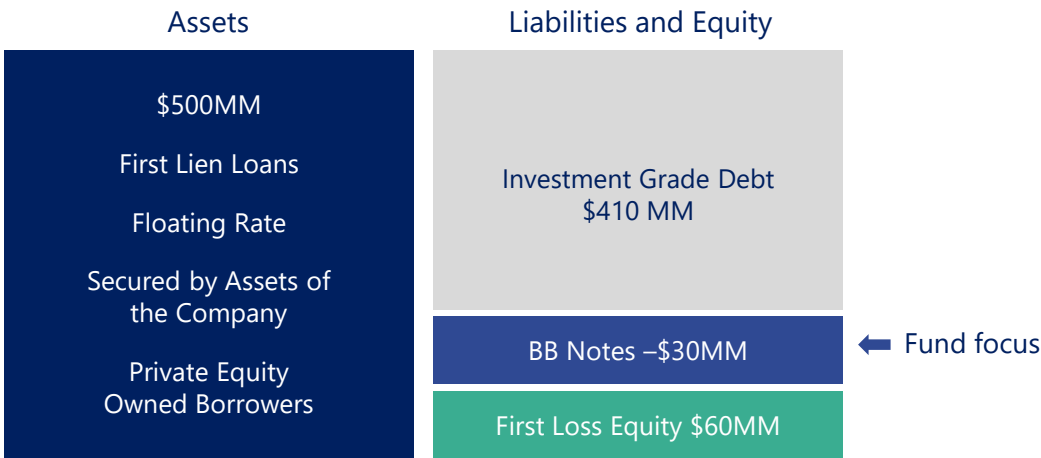 Assets
Liabilities and Equity
$500MM
First Lien Loans
Floating Rate
Secured by Assets of
the Company
Private Equity
Owned Borrowers
Investment Grade Debt
$410 MM
BB Notes –$30MM
Fund focus
First Loss Equity $60MM